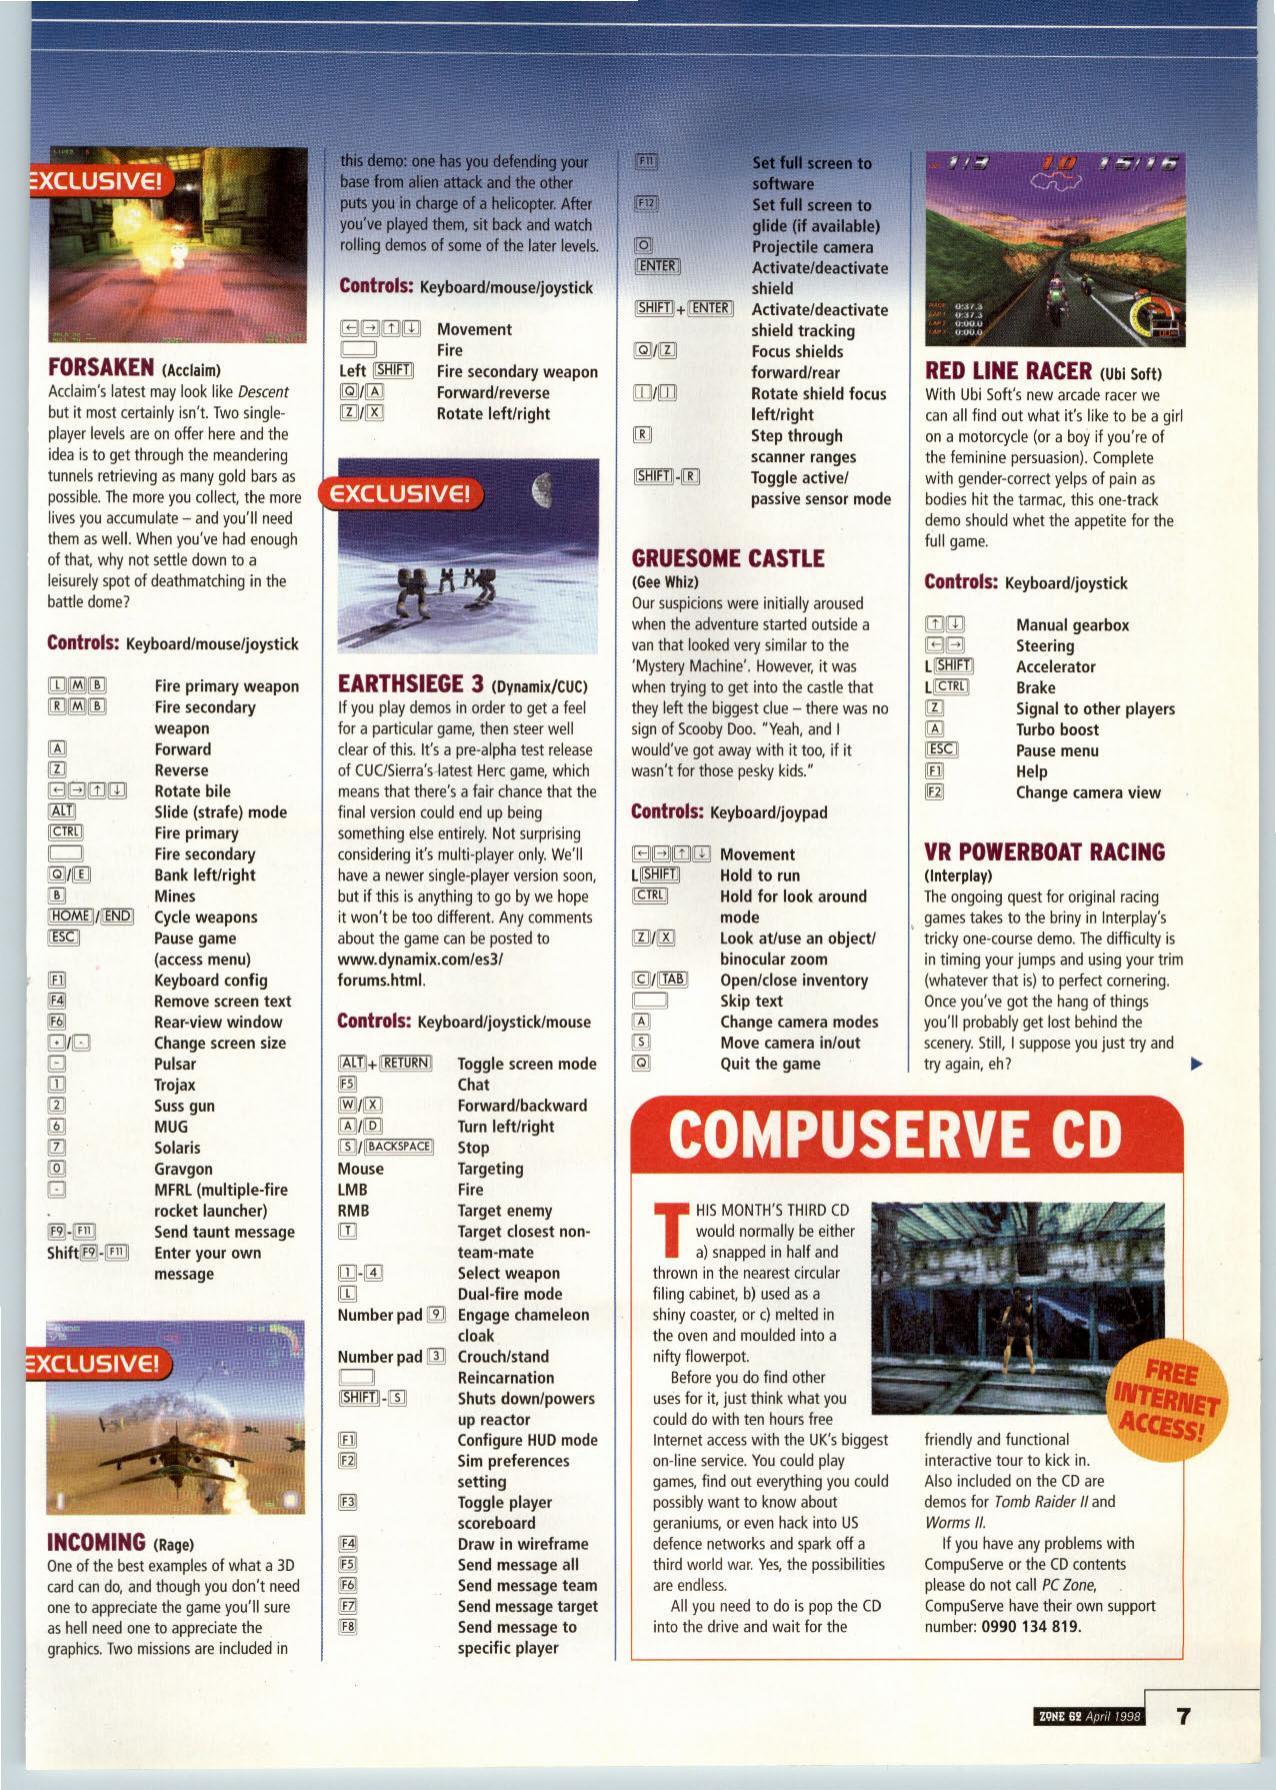 EXCLUSIVE!
FORSAKEN (Acclaim)
Acclaim's latest may look like Descent
but it most certainly isn't. Two single-
player levels are on offer here and the
idea is to get through the meandering
tunnels retrieving as many gold bars as
possible. The more you collect, the more
lives you accumulate – and you'll need
them as well. When you've had enough
of that, why not settle down to a
leisurely spot of deathmatching in the
battle dome?
Controls: Keyboard/mouse/joystick
L M B Fire primary weapon
R M B Fire secondary
weapon
A Forward
Z Reverse
← → ↑ ↓ Rotate bile
ALT Slide (strafe) mode
CTRL Fire primary
Fire secondary
Q/E Bank left/right
B Mines
HOME/END Cycle weapons
ESC Pause game
(access menu)
F1 Keyboard config
F4 Remove screen text
F6 Rear-view window
+/- Change screen size
Pulsar
1 Trojax
2 Suss gun
6 MUG
7 Solaris
0 Gravgon
- MFRL (multiple-fire
rocket launcher)
F9-F11 Send taunt message
Shift F9-F11 Enter your own
message
EXCLUSIVE!
INCOMING (Rage)
One of the best examples of what a 3D
card can do, and though you don't need
one to appreciate the game you'll sure
as hell need one to appreciate the
graphics. Two missions are included in
this demo: one has you defending your
base from alien attack and the other
puts you in charge of a helicopter. After
you've played them, sit back and watch
rolling demos of some of the later levels.
Controls: Keyboard/mouse/joystick
← → ↑ ↓ Movement
Fire
Left SHIFT Fire secondary weapon
Q/A Forward/reverse
Z/X Rotate left/right
EXCLUSIVE!
EARTHSIEGE 3 (Dynamix/CUC)
If you play demos in order to get a feel
for a particular game, then steer well
clear of this. It's a pre-alpha test release
of CUC/Sierra's latest Herc game, which
means that there's a fair chance that the
final version could end up being
something else entirely. Not surprising
considering it's multi-player only. We'll
have a newer single-player version soon,
but if this is anything to go by we hope
it won't be too different. Any comments
about the game can be posted to
www.dynamix.com/es3/
forums.html.
Controls: Keyboard/joystick/mouse
ALT+RETURN Toggle screen mode
F5 Chat
W/X Forward/backward
A/D Turn left/right
S/BACKSPACE Stop
Mouse Targeting
LMB Fire
RMB Target enemy
T Target closest non-
team-mate
1-4 Select weapon
L Dual-fire mode
Number pad 9 Engage chameleon
cloak
Number pad 3 Crouch/stand
Reincarnation
SHIFT-S Shuts down/powers
up reactor
F1 Configure HUD mode
F2 Sim preferences
setting
F3 Toggle player
scoreboard
F4 Draw in wireframe
F5 Send message all
F6 Send message team
F7 Send message target
F8 Send message to
specific player
F11 Set full screen to
software
F12 Set full screen to
glide (if available)
O Projectile camera
ENTER Activate/deactivate
shield
SHIFT+ENTER Activate/deactivate
shield tracking
Q/Z Focus shields
forward/rear
Rotate shield focus
left/right
R Step through
scanner ranges
SHIFT-R Toggle active/
passive sensor mode
GRUESOME CASTLE
(Gee Whiz)
Our suspicions were initially aroused
when the adventure started outside a
van that looked very similar to the
'Mystery Machine'. However, it was
when trying to get into the castle that
they left the biggest clue – there was no
sign of Scooby Doo. "Yeah, and I
would've got away with it too, if it
wasn't for those pesky kids."
Controls: Keyboard/joypad
← → ↑ ↓ Movement
L SHIFT Hold to run
CTRL Hold for look around
mode
Z/X Look at/use an object/
binocular zoom
C/TAB Open/close inventory
Skip text
A Change camera modes
S Move camera in/out
Q Quit the game
1/3 10 15/15
RACE 0:37.3
LAP 1 0:37.3
LAP 2 0:00.0
LAP 3 0:00.0
RED LINE RACER (Ubi Soft)
With Ubi Soft's new arcade racer we
can all find out what it's like to be a girl
on a motorcycle (or a boy if you're of
the feminine persuasion). Complete
with gender-correct yelps of pain as
bodies hit the tarmac, this one-track
demo should whet the appetite for the
full game.
Controls: Keyboard/joystick
↑ ↓ Manual gearbox
← → Steering
L SHIFT Accelerator
L CTRL Brake
Z Signal to other players
A Turbo boost
ESC Pause menu
F1 Help
F2 Change camera view
VR POWERBOAT RACING
(Interplay)
The ongoing quest for original racing
games takes to the briny in Interplay's
tricky one-course demo. The difficulty is
in timing your jumps and using your trim
(whatever that is) to perfect cornering.
Once you've got the hang of things
you'll probably get lost behind the
scenery. Still, I suppose you just try and
try again, eh?
COMPUSERVE CD
THIS MONTH'S THIRD CD
would normally be either
a) snapped in half and
thrown in the nearest circular
filing cabinet, b) used as a
shiny coaster, or c) melted in
the oven and moulded into a
nifty flowerpot.
Before you do find other
uses for it, just think what you
could do with ten hours free
Internet access with the UK's biggest
on-line service. You could play
games, find out everything you could
possibly want to know about
geraniums, or even hack into US
defence networks and spark off a
third world war. Yes, the possibilities
are endless.
All you need to do is pop the CD
into the drive and wait for the
friendly and functional
interactive tour to kick in.
Also included on the CD are
demos for Tomb Raider II and
Worms II.
If you have any problems with
CompuServe or the CD contents
please do not call PC Zone,
CompuServe have their own support
number: 0990 134 819.
FREE
INTERNET
ACCESS!
ZONE 62 April 1998 7